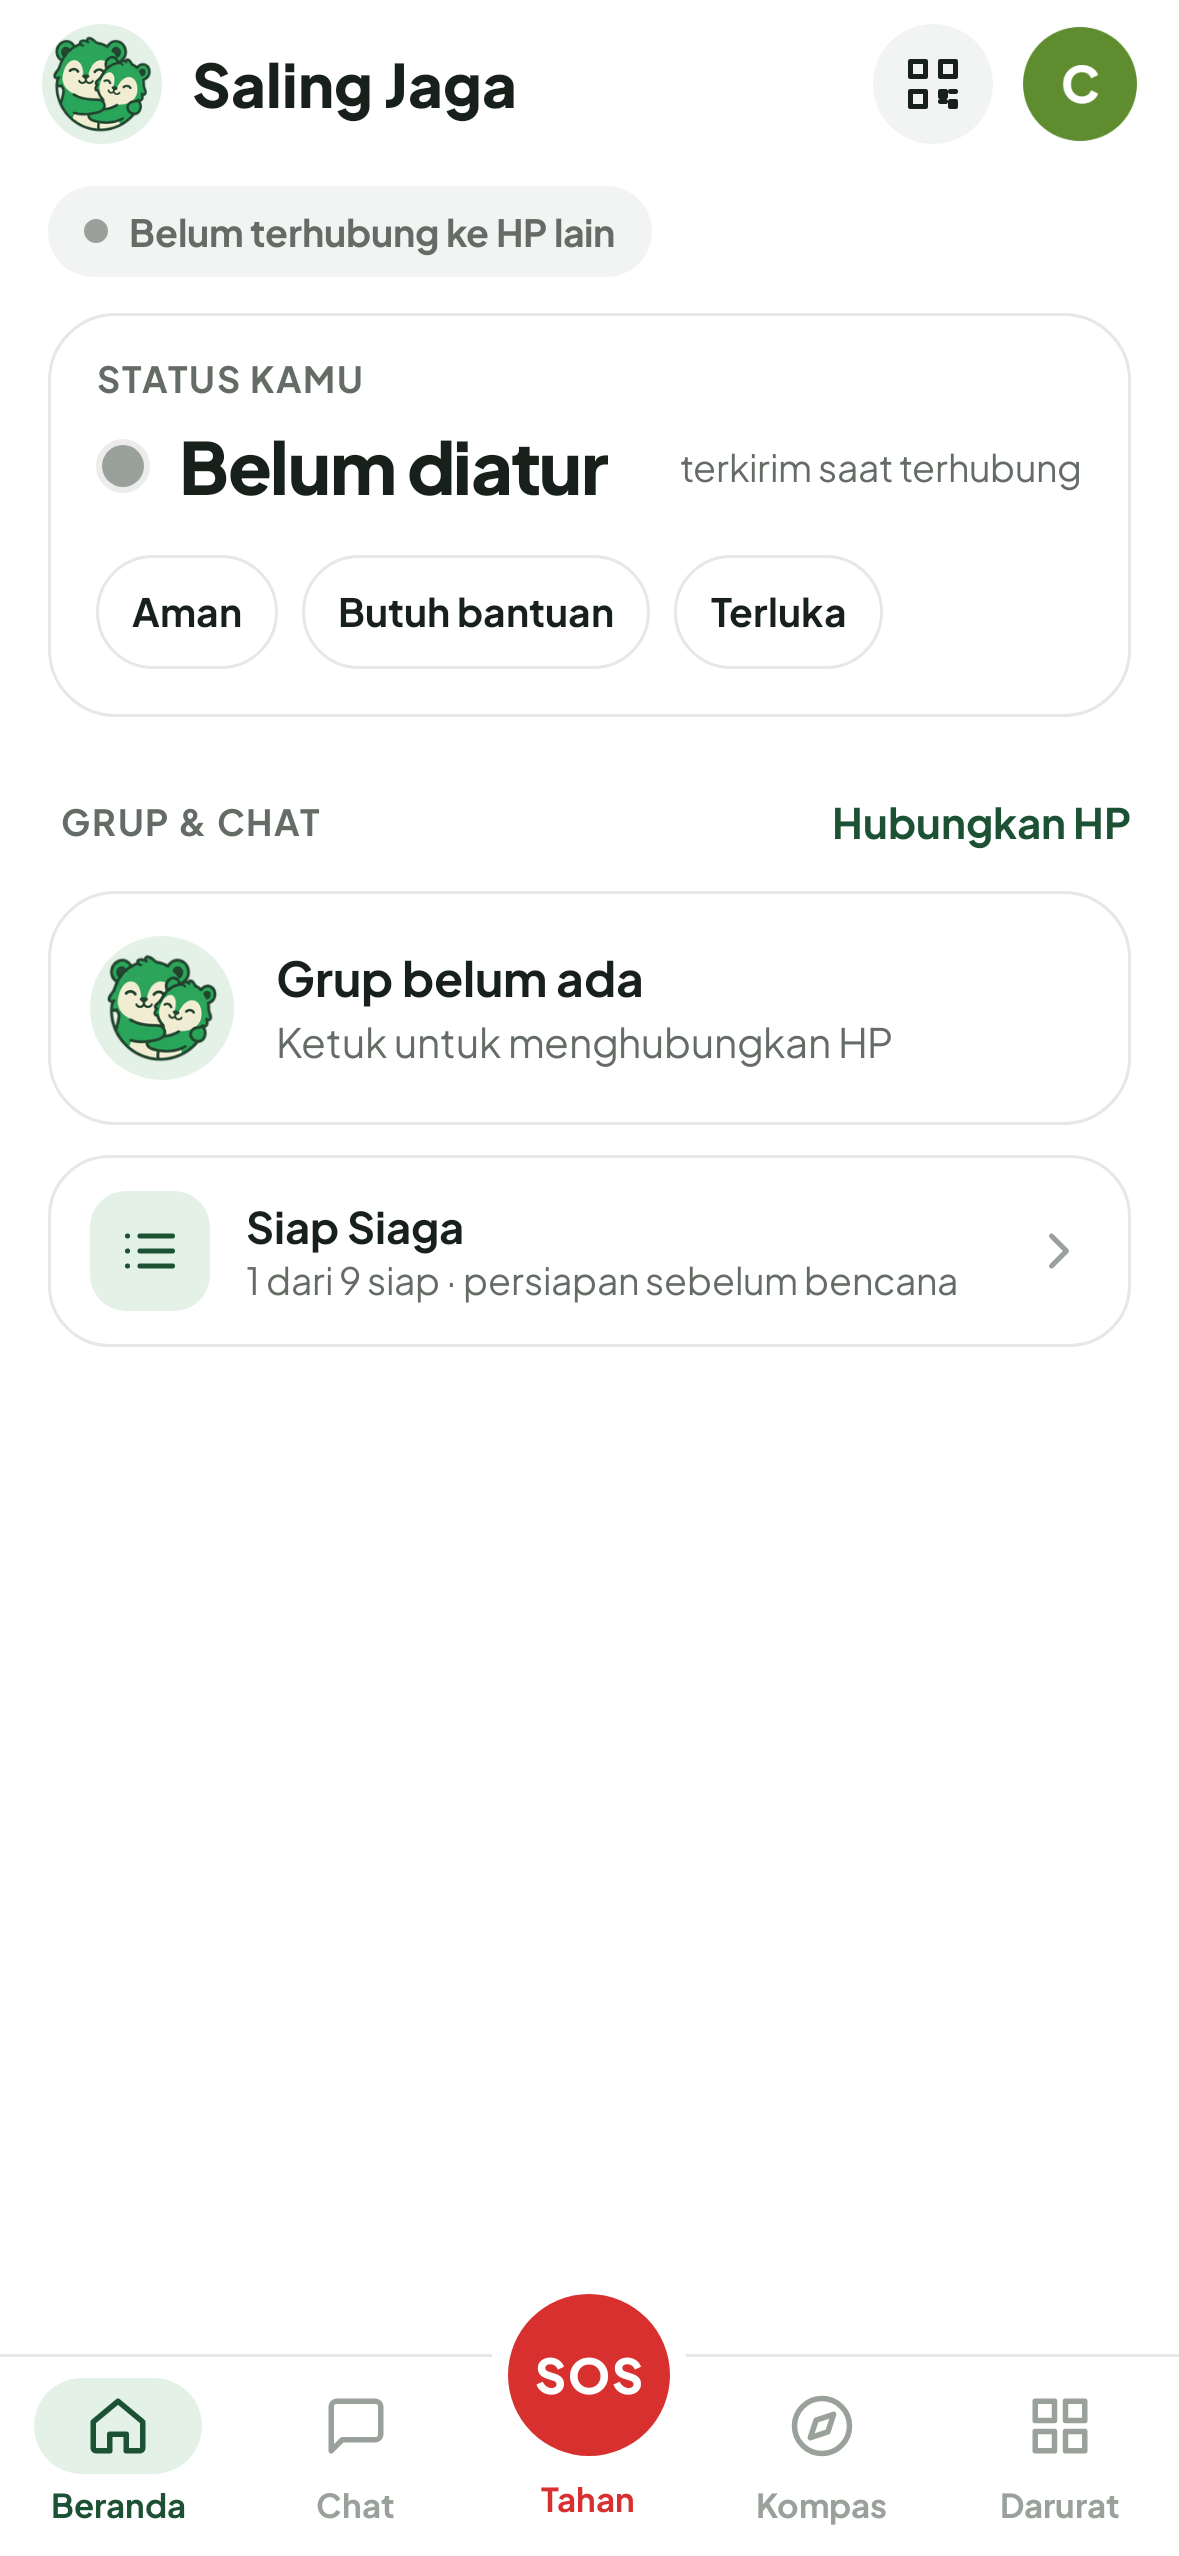 Saling Jaga
C
Belum terhubung ke HP lain
STATUS KAMU
Belum diatur
terkirim saat terhubung
Aman
Butuh bantuan
Terluka
GRUP & CHAT
Hubungkan HP
Grup belum ada
Ketuk untuk menghubungkan HP
Siap Siaga
1 dari 9 siap · persiapan sebelum bencana
SOS
Beranda
Chat
Tahan
Kompas
Darurat